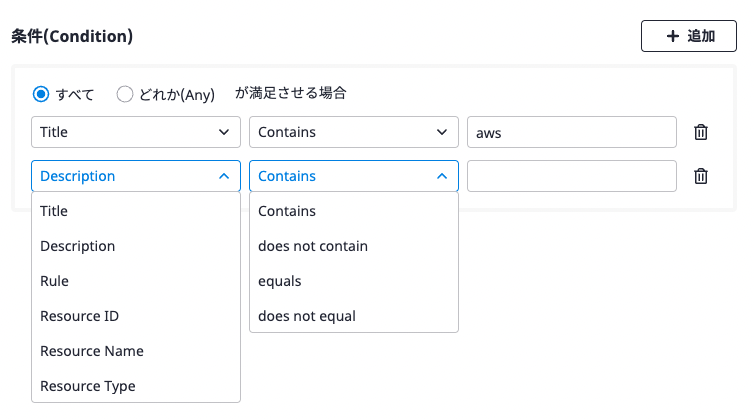 条件(Condition)
+ 追加
すべて どれか(Any) が満足させる場合
Title Contains aws
Description Contains
Title Contains
Description does not contain
Rule equals
Resource ID does not equal
Resource Name
Resource Type